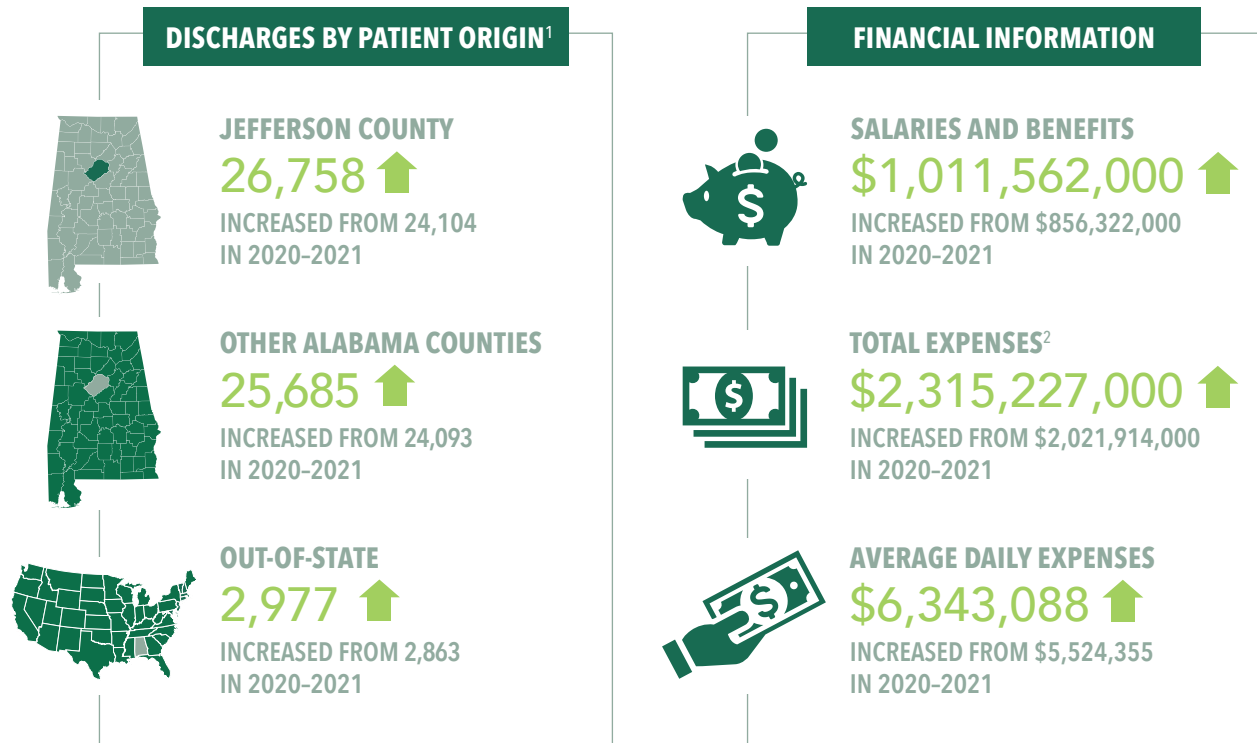 DISCHARGES BY PATIENT ORIGIN1
JEFFERSON COUNTY
26,758
INCREASED FROM 24,104
IN 2020–2021
OTHER ALABAMA COUNTIES
25,685
INCREASED FROM 24,093
IN 2020–2021
OUT-OF-STATE
2,977
INCREASED FROM 2,863
IN 2020–2021
FINANCIAL INFORMATION
$
SALARIES AND BENEFITS
$1,011,562,000
INCREASED FROM $856,322,000
IN 2020–2021
$
TOTAL EXPENSES2
$2,315,227,000
INCREASED FROM $2,021,914,000
IN 2020–2021
$
AVERAGE DAILY EXPENSES
$6,343,088
INCREASED FROM $5,524,355
IN 2020–2021